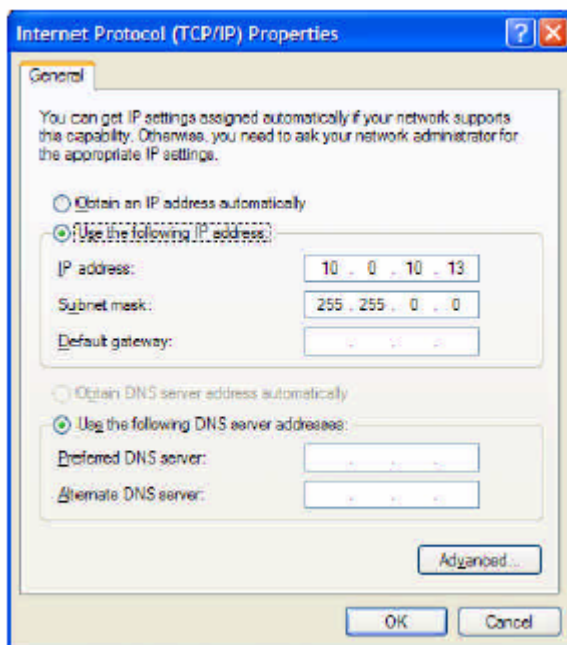 Internet Protocol (TCP/IP) Properties
General
You can get IP settings assigned automatically if your network supports
this capability. Otherwise, you need to ask your network administrator for
the appropriate IP settings.
Obtain an IP address automatically
Use the following IP address:
IP address: 10 . 0 . 10 . 13
Subnet mask: 255 . 255 . 0 . 0
Default gateway: . . .
Obtain DNS server address automatically
Use the following DNS server addresses:
Preferred DNS server: . . .
Alternate DNS server: . . .
Advanced...
OK Cancel